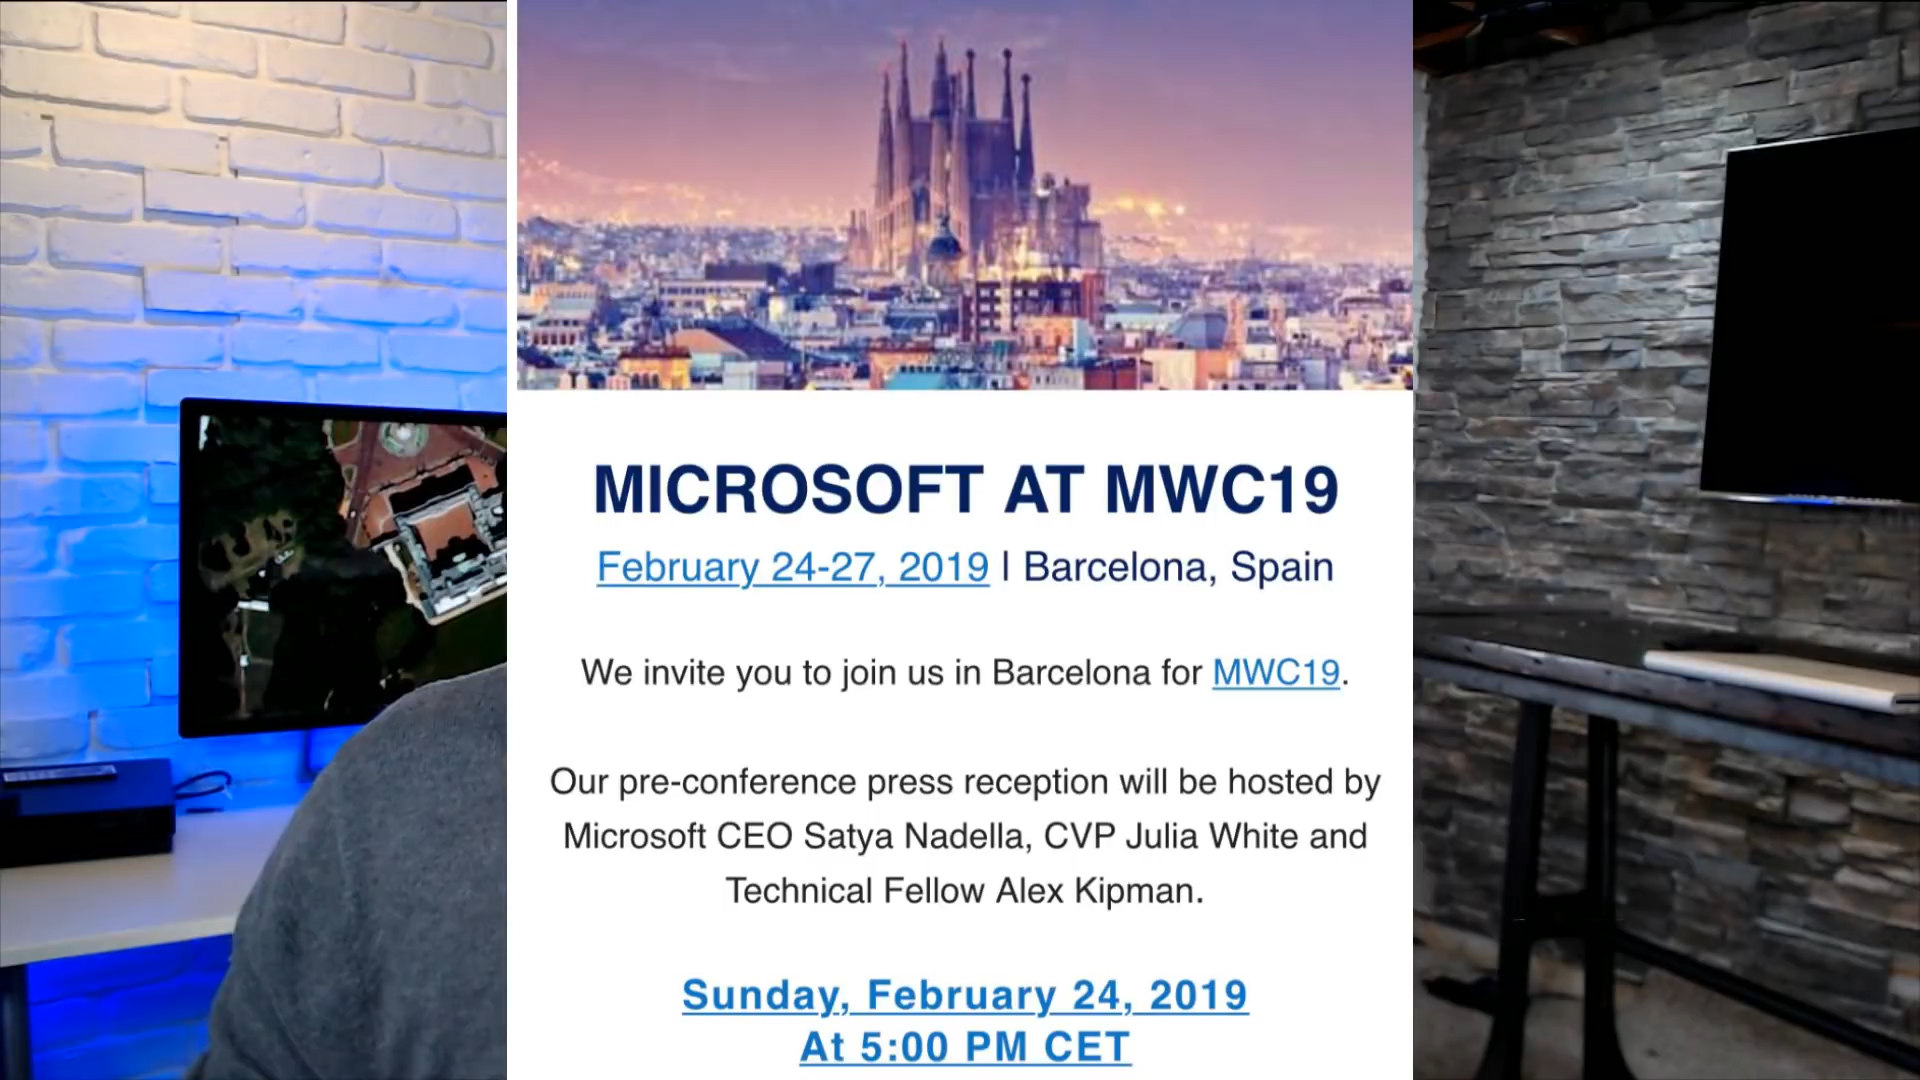 MICROSOFT AT MWC19
February 24-27, 2019 | Barcelona, Spain
We invite you to join us in Barcelona for MWC19.
Our pre-conference press reception will be hosted by
Microsoft CEO Satya Nadella, CVP Julia White and
Technical Fellow Alex Kipman.
Sunday, February 24, 2019
At 5:00 PM CET